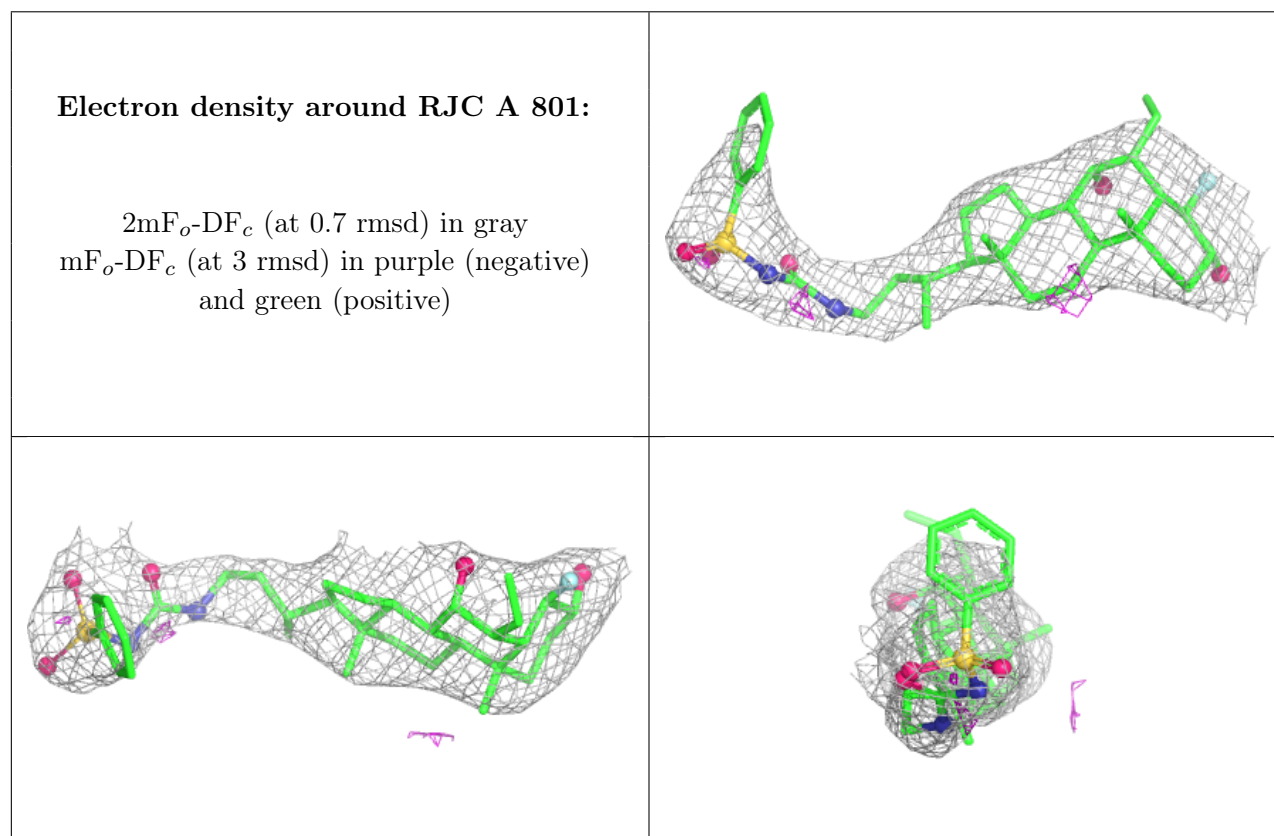 Electron density around RJC A 801:
2mFₒ-DF𝒸 (at 0.7 rmsd) in gray
mFₒ-DF𝒸 (at 3 rmsd) in purple (negative)
and green (positive)